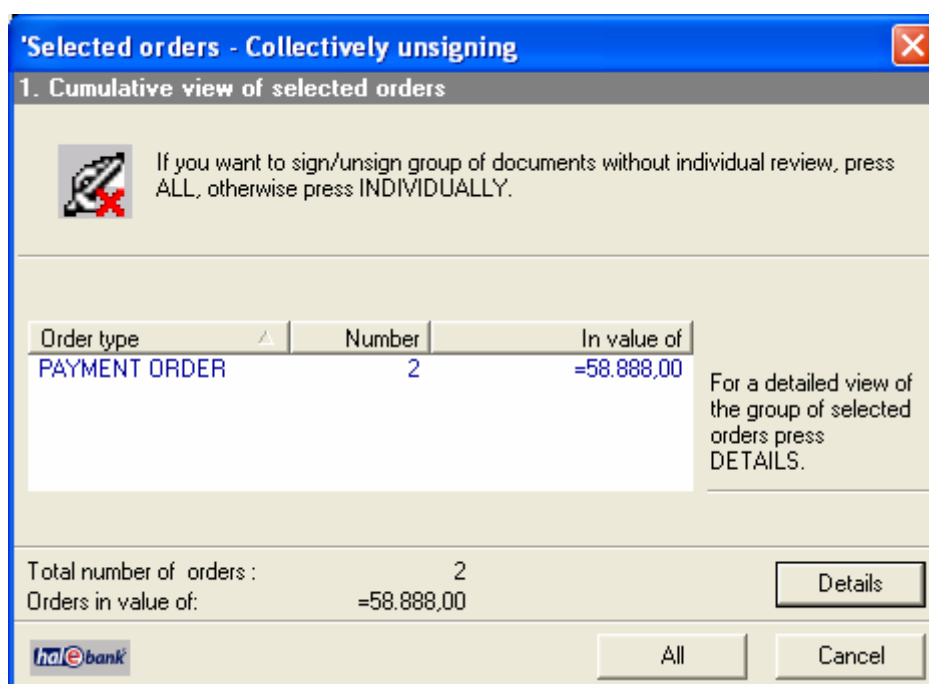 'Selected orders - Collectively unsigning
1. Cumulative view of selected orders
If you want to sign/unsign group of documents without individual review, press
ALL, otherwise press INDIVIDUALLY.
Order type Number In value of
PAYMENT ORDER 2 =58.888,00
For a detailed view of
the group of selected
orders press
DETAILS.
Total number of orders : 2
Orders in value of: =58.888,00
Details
hal@bank
All
Cancel